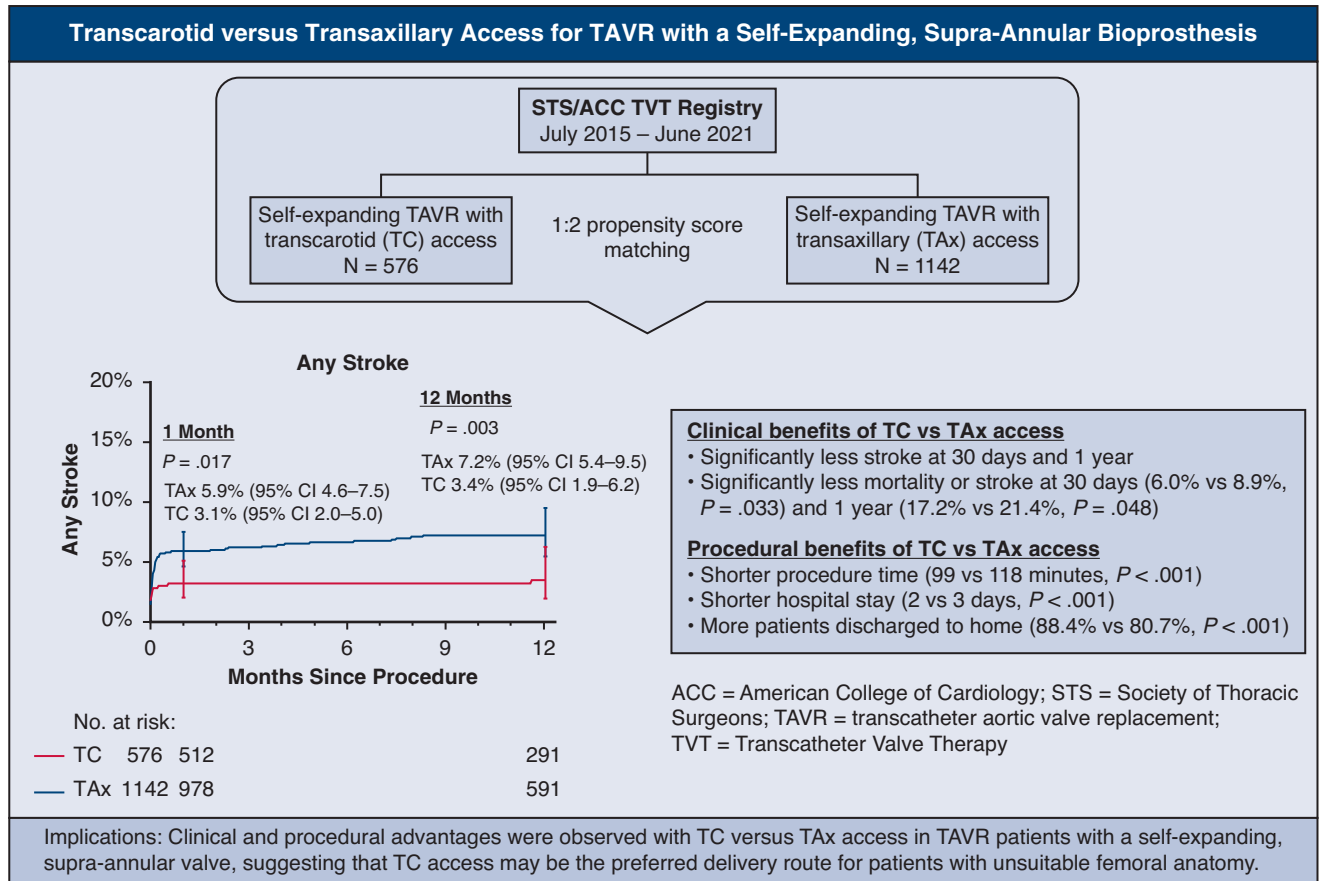 Transcarotid versus Transaxillary Access for TAVR with a Self-Expanding, Supra-Annular Bioprosthesis
STS/ACC TVT Registry
July 2015 – June 2021
Self-expanding TAVR with
transcarotid (TC) access
N = 576
1:2 propensity score
matching
Self-expanding TAVR with
transaxillary (TAx) access
N = 1142
Any Stroke
Any Stroke
20%
15%
10%
5%
0%
1 Month
P = .017
TAx 5.9% (95% CI 4.6–7.5)
TC 3.1% (95% CI 2.0–5.0)
12 Months
P = .003
TAx 7.2% (95% CI 5.4–9.5)
TC 3.4% (95% CI 1.9–6.2)
0 3 6 9 12
Months Since Procedure
No. at risk:
TC 576 512 291
TAx 1142 978 591
Clinical benefits of TC vs TAx access
• Significantly less stroke at 30 days and 1 year
• Significantly less mortality or stroke at 30 days (6.0% vs 8.9%,
P = .033) and 1 year (17.2% vs 21.4%, P = .048)
Procedural benefits of TC vs TAx access
• Shorter procedure time (99 vs 118 minutes, P < .001)
• Shorter hospital stay (2 vs 3 days, P < .001)
• More patients discharged to home (88.4% vs 80.7%, P < .001)
ACC = American College of Cardiology; STS = Society of Thoracic
Surgeons; TAVR = transcatheter aortic valve replacement;
TVT = Transcatheter Valve Therapy
Implications: Clinical and procedural advantages were observed with TC versus TAx access in TAVR patients with a self-expanding,
supra-annular valve, suggesting that TC access may be the preferred delivery route for patients with unsuitable femoral anatomy.